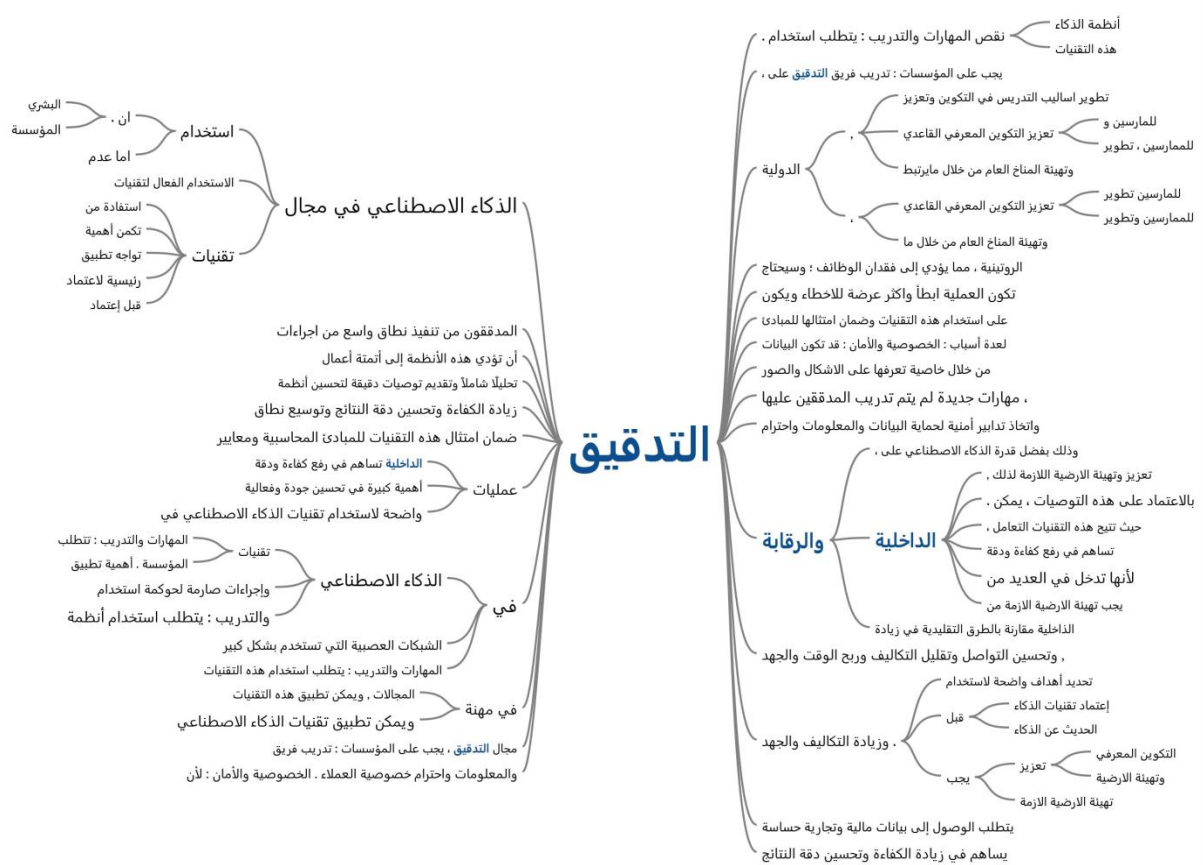 أنظمة الذكاء
نقص المهارات والتدريب : يتطلب استخدام .
هذه التقنيات
يجب على المؤسسات : تدريب فريق التدقيق على ،
تطوير اساليب التدريس في التكوين وتعزيز
للمارسين و
تعزيز التكوين المعرفي القاعدي
للممارسين ، تطوير
,
وتهيئة المناخ العام من خلال مايرتبط
الدولية
للمارسين تطوير
تعزيز التكوين المعرفي القاعدي
للممارسين وتطوير
،
وتهيئة المناخ العام من خلال ما
الروتينية ، مما يؤدي إلى فقدان الوظائف ؛ وسيحتاج
تكون العملية ابطأ واكثر عرضة للاخطاء ويكون
على استخدام هذه التقنيات وضمان امتثالها للمبادئ
لعدة أسباب : الخصوصية والأمان : قد تكون البيانات
من خلال خاصية تعرفها على الاشكال والصور
، مهارات جديدة لم يتم تدريب المدققين عليها
واتخاذ تدابير أمنية لحماية البيانات والمعلومات واحترام
وذلك بفضل قدرة الذكاء الاصطناعي على ،
تعزيز وتهيئة الارضية اللازمة لذلك ,
بالاعتماد على هذه التوصيات ، يمكن .
حيث تتيح هذه التقنيات التعامل ،
والرقابة
الداخلية
تساهم في رفع كفاءة ودقة
لأنها تدخل في العديد من
يجب تهيئة الارضية الازمة من
الذاخلية مقارنة بالطرق التقليدية في زيادة
, وتحسين التواصل وتقليل التكاليف وربح الوقت والجهد
تحديد أهداف واضحة لاستخدام
إعتماد تقنيات الذكاء
قبل
الحديث عن الذكاء
. وزيادة التكاليف والجهد
التكوين المعرفي
تعزيز
وتهيئة الارضية
يجب
تهيئة الارضية الازمة
يتطلب الوصول إلى بيانات مالية وتجارية حساسة
يساهم في زيادة الكفاءة وتحسين دقة النتائج
التدقيق
البشري
ان .
المؤسسة
استخدام
اما عدم
الاستخدام الفعال لتقنيات
الذكاء الاصطناعي في مجال
استفادة من
تكمن أهمية
تقنيات
تواجه تطبيق
رئيسية لاعتماد
قبل إعتماد
المدققون من تنفيذ نطاق واسع من اجراءات
أن تؤدي هذه الأنظمة إلى أتمتة أعمال
تحليلًا شاملاً وتقديم توصيات دقيقة لتحسين أنظمة
زيادة الكفاءة وتحسين دقة النتائج وتوسيع نطاق
ضمان امتثال هذه التقنيات للمبادئ المحاسبية ومعايير
الداخلية تساهم في رفع كفاءة ودقة
عمليات
أهمية كبيرة في تحسين جودة وفعالية
واضحة لاستخدام تقنيات الذكاء الاصطناعي في
المهارات والتدريب : تتطلب
تقنيات
المؤسسة . أهمية تطبيق
الذكاء الاصطناعي
وإجراءات صارمة لحوكمة استخدام
في
والتدريب : يتطلب استخدام أنظمة
الشبكات العصبية التي تستخدم بشكل كبير
المهارات والتدريب : يتطلب استخدام هذه التقنيات
المجالات , ويمكن تطبيق هذه التقنيات
في مهنة
ويمكن تطبيق تقنيات الذكاء الاصطناعي
مجال التدقيق ، يجب على المؤسسات : تدريب فريق
والمعلومات واحترام خصوصية العملاء . الخصوصية والأمان : لأن